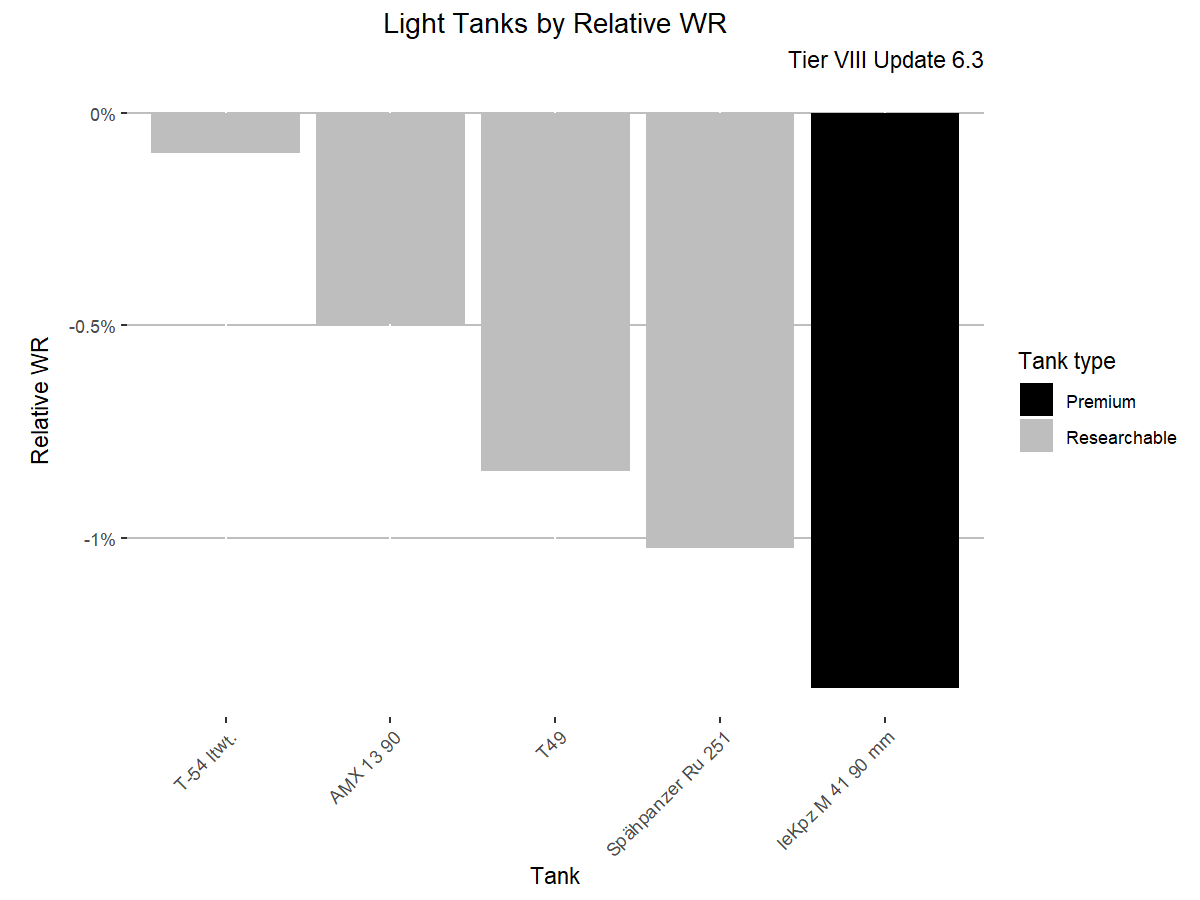 Light Tanks by Relative WR
Tier VIII Update 6.3
0%
-0.5%
-1%
Relative WR
T-54 ltwt.
AMX 13 90
T49
Spähpanzer Ru 251
leKpz M 41 90 mm
Tank
Tank type
Premium
Researchable